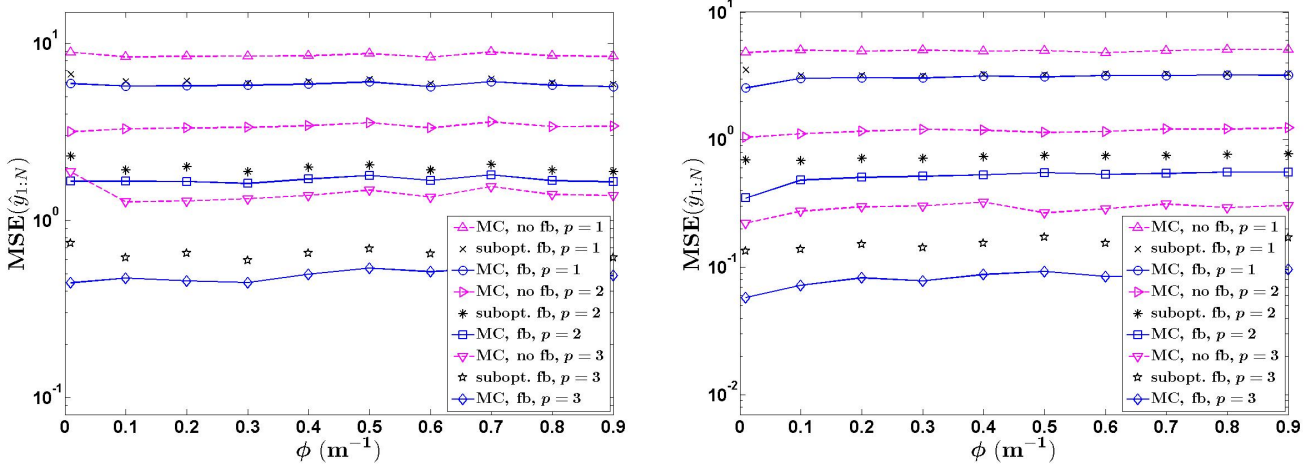 10^1
10^0
10^-1
MSE(ŷ_{1:N})
0 0.1 0.2 0.3 0.4 0.5 0.6 0.7 0.8 0.9
ϕ (m^{-1})
MC, no fb, p = 1
subopt. fb, p = 1
MC, fb, p = 1
MC, no fb, p = 2
subopt. fb, p = 2
MC, fb, p = 2
MC, no fb, p = 3
subopt. fb, p = 3
MC, fb, p = 3
10^1
10^0
10^-1
10^-2
MSE(ŷ_{1:N})
0 0.1 0.2 0.3 0.4 0.5 0.6 0.7 0.8 0.9
ϕ (m^{-1})
MC, no fb, p = 1
subopt. fb, p = 1
MC, fb, p = 1
MC, no fb, p = 2
subopt. fb, p = 2
MC, fb, p = 2
MC, no fb, p = 3
subopt. fb, p = 3
MC, fb, p = 3